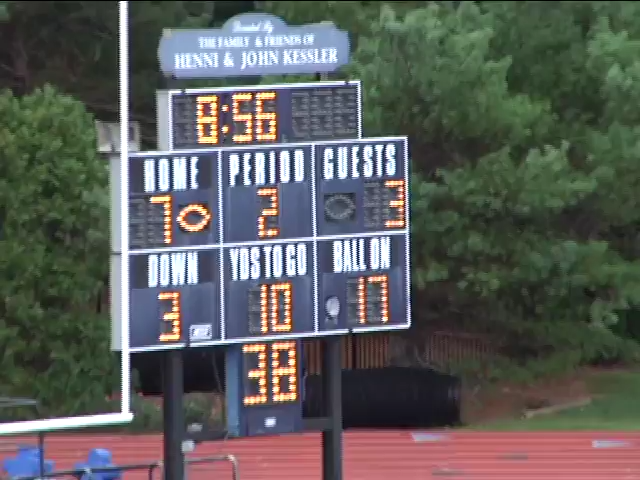 Donated By
THE FAMILY & FRIENDS OF
HENNI & JOHN KESSLER
8:56
HOME PERIOD GUESTS
7 2 3
DOWN YDS TO GO BALL ON
3 10 17
38